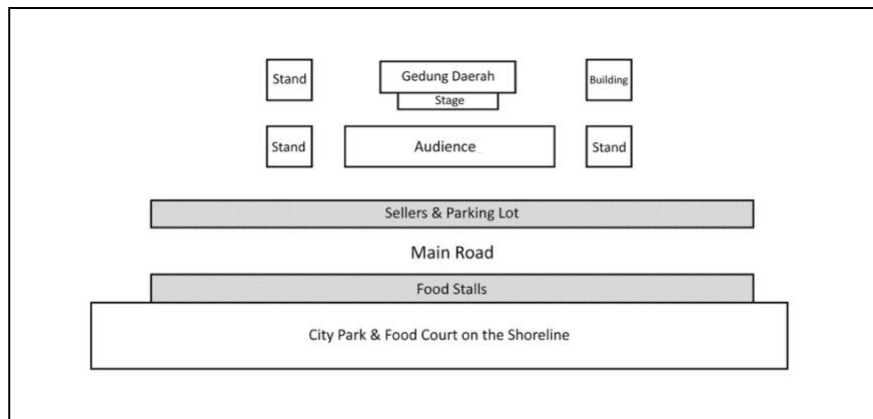 Stand
Gedung Daerah
Building
Stage
Stand
Audience
Stand
Sellers & Parking Lot
Main Road
Food Stalls
City Park & Food Court on the Shoreline